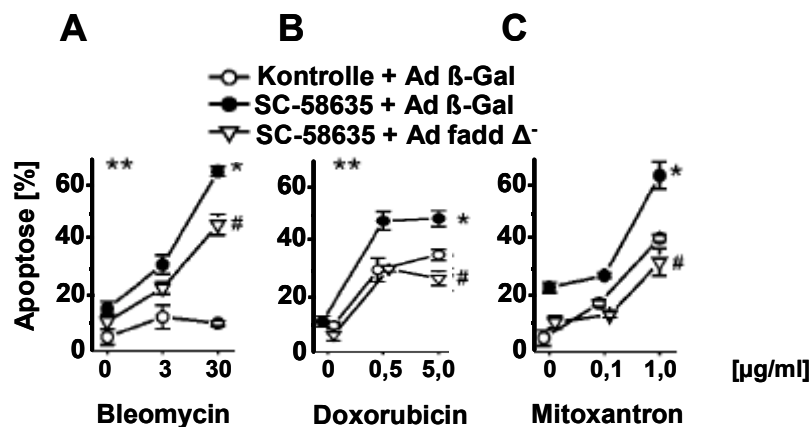 A B C
Kontrolle + Ad ß-Gal
SC-58635 + Ad ß-Gal
SC-58635 + Ad fadd Δ⁻
Apoptose [%]
60 ** * 60 ** 60 *
40 # 40 * 40
20 20 # 20 #
0 0 0
0 3 30 0 0,5 5,0 0 0,1 1,0 [µg/ml]
Bleomycin Doxorubicin Mitoxantron